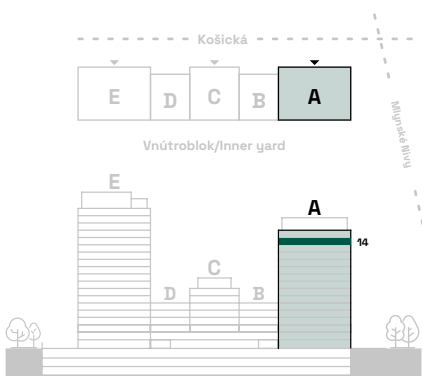 Košická
E D C B A
Mlynské Nivy
Vnútroblok/Inner yard
E
A
14
C
D B